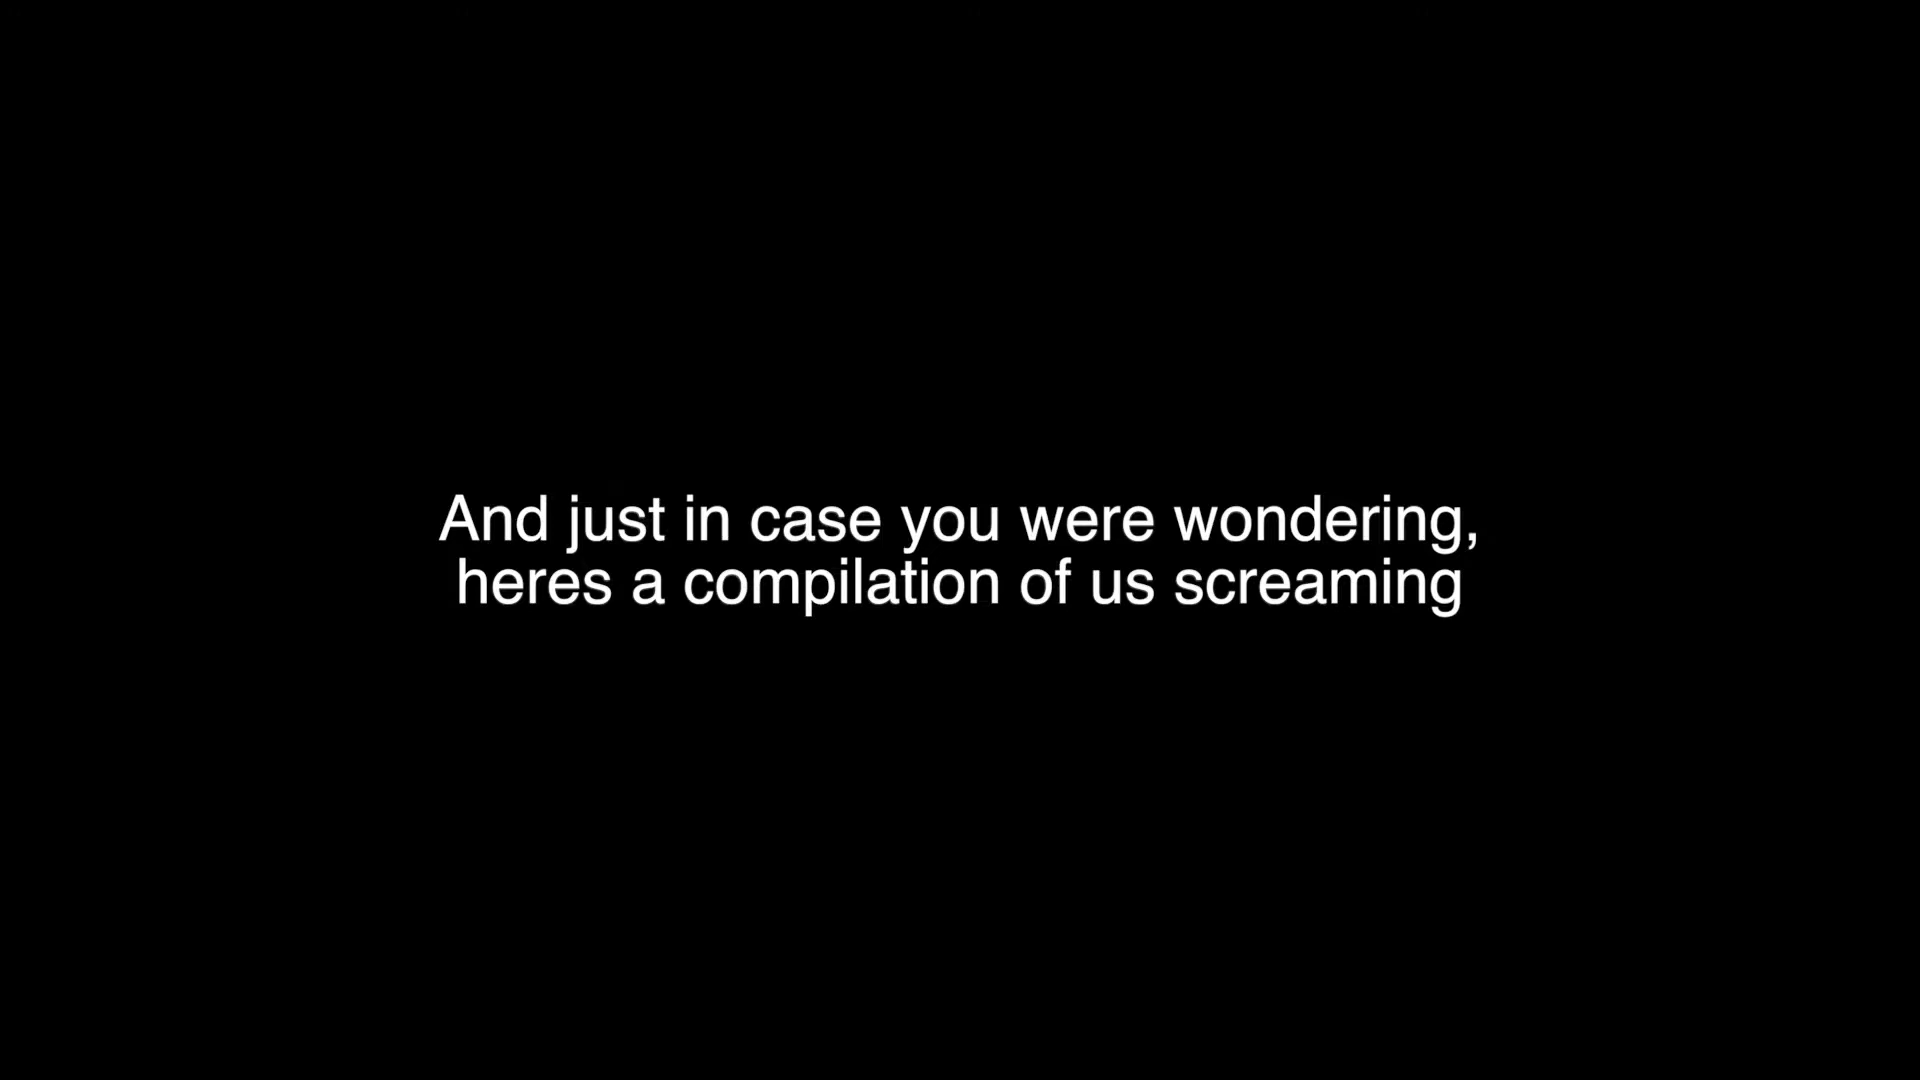 And just in case you were wondering,
heres a compilation of us screaming